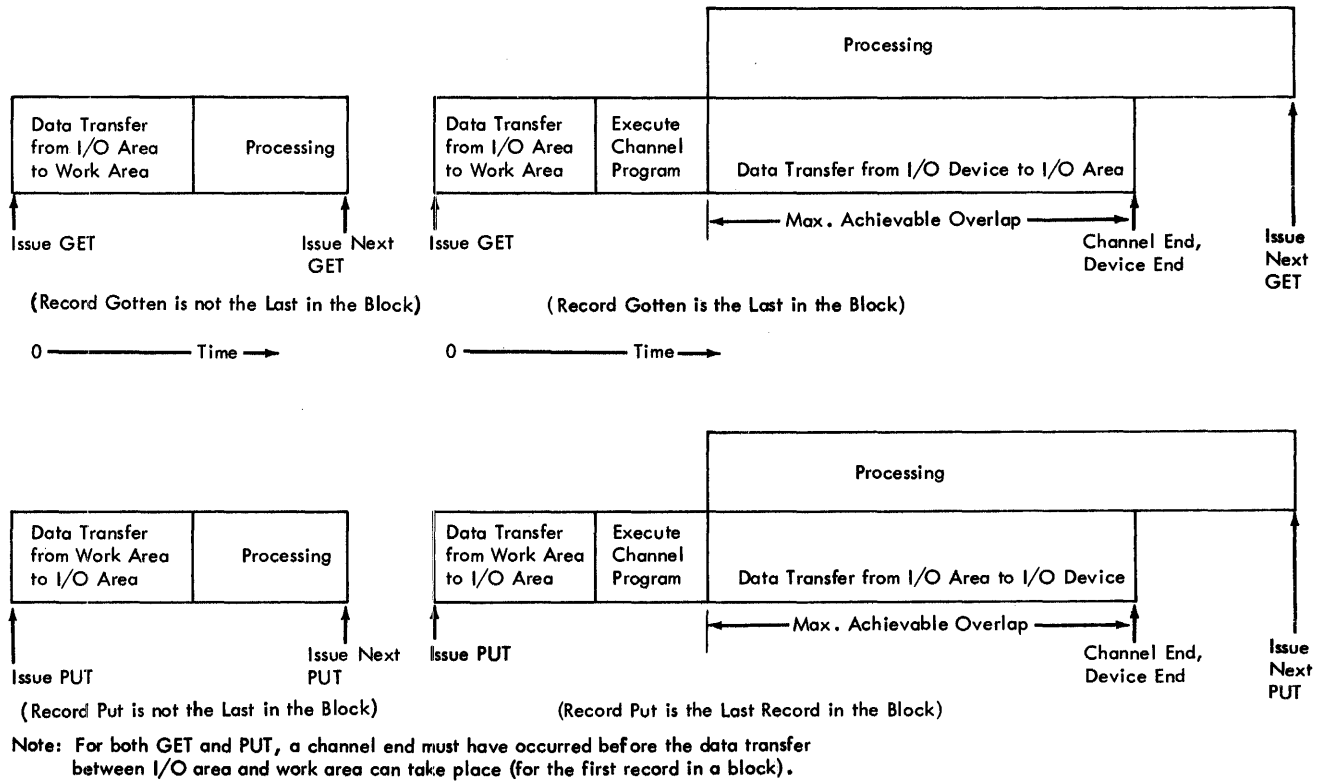 Processing
Data Transfer
from I/O Area
to Work Area
Processing
Data Transfer
from I/O Area
to Work Area
Execute
Channel
Program
Data Transfer from I/O Device to I/O Area
Max. Achievable Overlap
Issue GET
Issue Next
GET
Issue GET
Channel End,
Device End
Issue
Next
GET
(Record Gotten is not the Last in the Block)
(Record Gotten is the Last in the Block)
0 Time
0 Time
Processing
Data Transfer
from Work Area
to I/O Area
Processing
Data Transfer
from Work Area
to I/O Area
Execute
Channel
Program
Data Transfer from I/O Area to I/O Device
Max. Achievable Overlap
Issue PUT
Issue Next
PUT
Issue PUT
Channel End,
Device End
Issue
Next
PUT
(Record Put is not the Last in the Block)
(Record Put is the Last Record in the Block)
Note: For both GET and PUT, a channel end must have occurred before the data transfer
between I/O area and work area can take place (for the first record in a block).